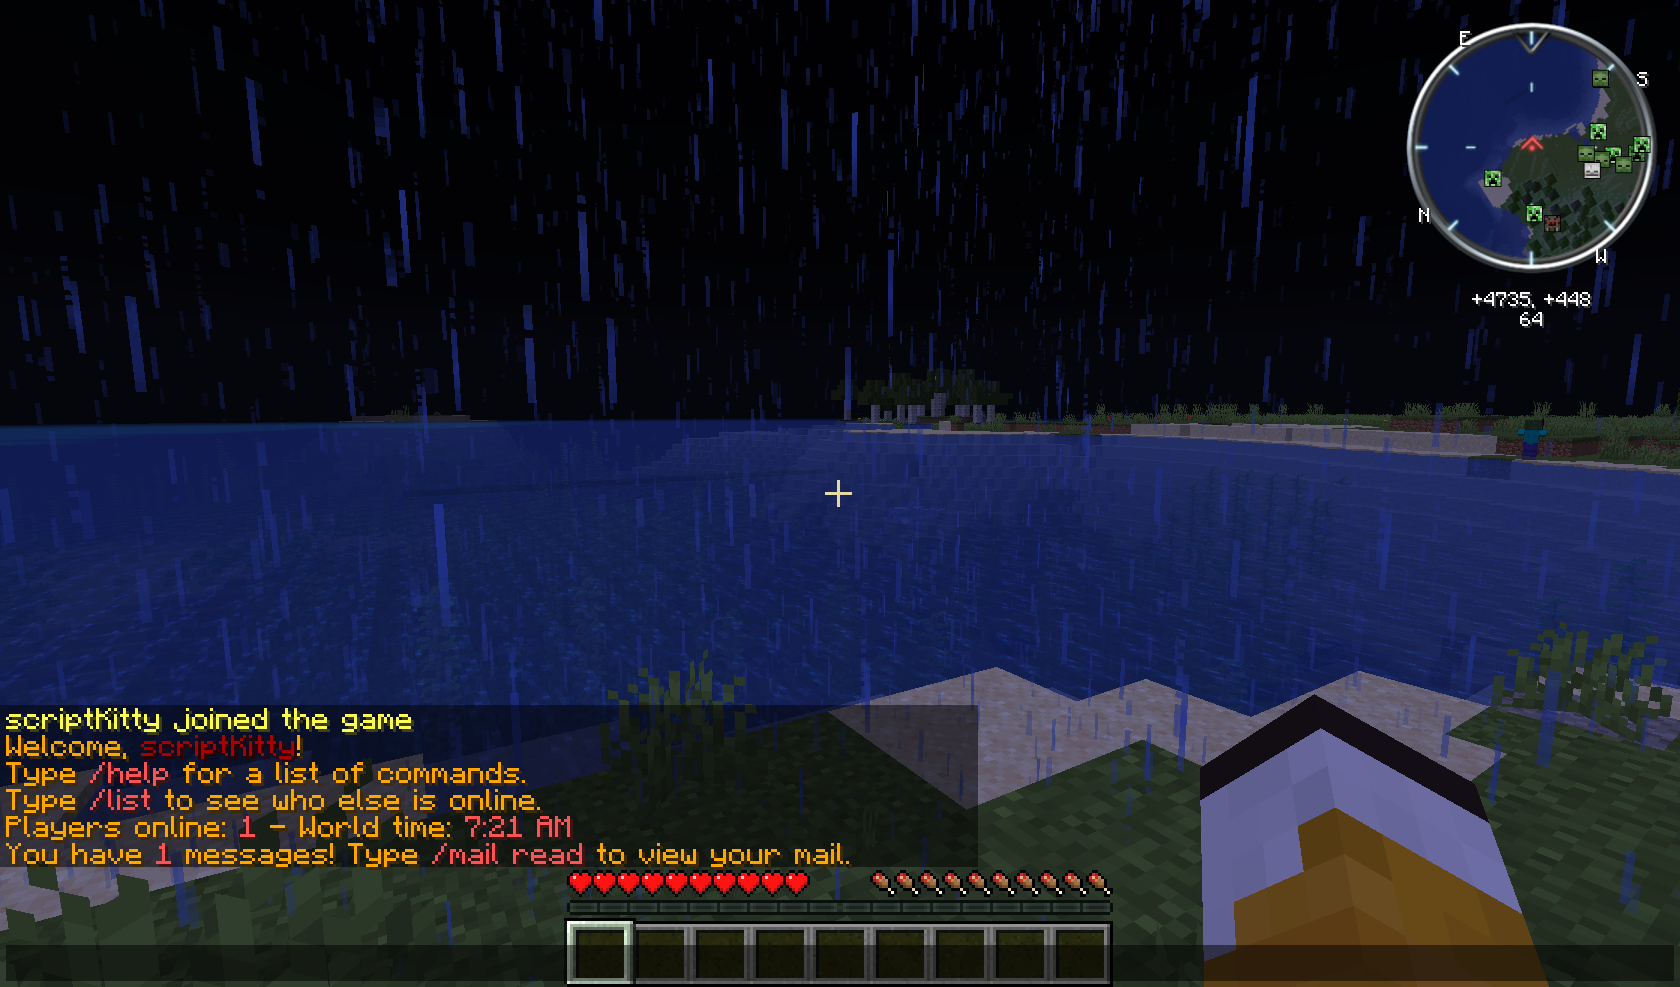 E
S
N
W
+4735, +448
64
scriptKitty joined the game
Welcome, scriptKitty!
Type /help for a list of commands.
Type /list to see who else is online.
Players online: 1 - World time: 7:21 AM
You have 1 messages! Type /mail read to view your mail.